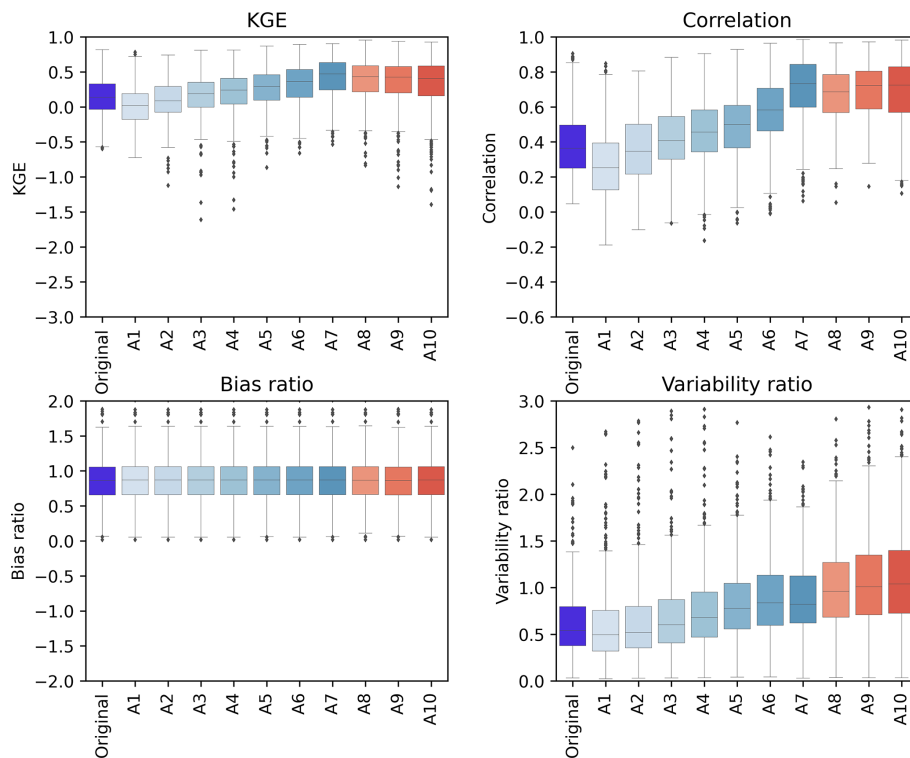 KGE
Correlation
1.0
0.5
0.0
−0.5
−1.0
−1.5
−2.0
−2.5
−3.0
KGE
Original
A1
A2
A3
A4
A5
A6
A7
A8
A9
A10
1.0
0.8
0.6
0.4
0.2
0.0
−0.2
−0.4
−0.6
Correlation
Original
A1
A2
A3
A4
A5
A6
A7
A8
A9
A10
Bias ratio
Variability ratio
2.0
1.5
1.0
0.5
0.0
−0.5
−1.0
−1.5
−2.0
Bias ratio
Original
A1
A2
A3
A4
A5
A6
A7
A8
A9
A10
3.0
2.5
2.0
1.5
1.0
0.5
0.0
Variability ratio
Original
A1
A2
A3
A4
A5
A6
A7
A8
A9
A10